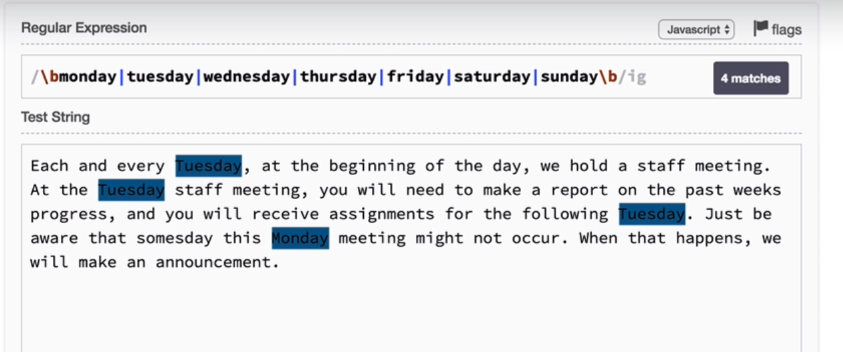 Regular Expression
Javascript flags
/\bmonday|tuesday|wednesday|thursday|friday|saturday|sunday\b/ig
4 matches
Test String
Each and every Tuesday, at the beginning of the day, we hold a staff meeting.
At the Tuesday staff meeting, you will need to make a report on the past weeks
progress, and you will receive assignments for the following Tuesday. Just be
aware that somesday this Monday meeting might not occur. When that happens, we
will make an announcement.